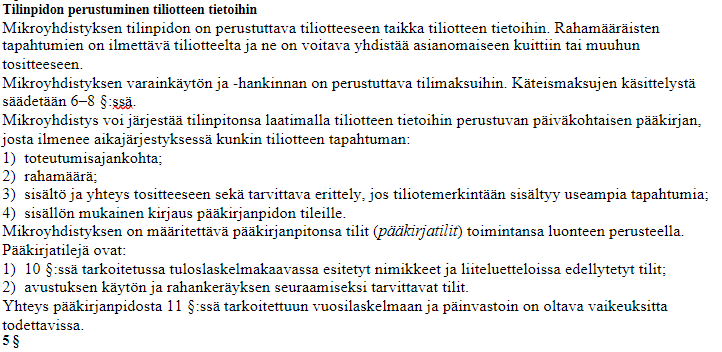 Tilinpidon perustuminen tiliotteen tietoihin
Mikroyhdistyksen tilinpidon on perustuttava tiliotteeseen taikka tiliotteen tietoihin. Rahamääräisten
tapahtumien on ilmettävä tiliotteelta ja ne on voitava yhdistää asianomaiseen kuittiin tai muuhun
tositteeseen.
Mikroyhdistyksen varainkäytön ja -hankinnan on perustuttava tilimaksuihin. Käteismaksujen käsittelystä
säädetään 6–8 §:ssä.
Mikroyhdistys voi järjestää tilinpitonsa laatimalla tiliotteen tietoihin perustuvan päiväkohtaisen pääkirjan,
josta ilmenee aikajärjestyksessä kunkin tiliotteen tapahtuman:
1) toteutumisajankohta;
2) rahamäärä;
3) sisältö ja yhteys tositteeseen sekä tarvittava erittely, jos tiliotemerkintään sisältyy useampia tapahtumia;
4) sisällön mukainen kirjaus pääkirjanpidon tileille.
Mikroyhdistyksen on määritettävä pääkirjanpitonsa tilit (pääkirjatilit) toimintansa luonteen perusteella.
Pääkirjatilejä ovat:
1) 10 §:ssä tarkoitetussa tuloslaskelmakaavassa esitetyt nimikkeet ja liiteluetteloissa edellytetyt tilit;
2) avustuksen käytön ja rahankeräyksen seuraamiseksi tarvittavat tilit.
Yhteys pääkirjanpidosta 11 §:ssä tarkoitettuun vuosilaskelmaan ja päinvastoin on oltava vaikeuksitta
todettavissa.
5 §